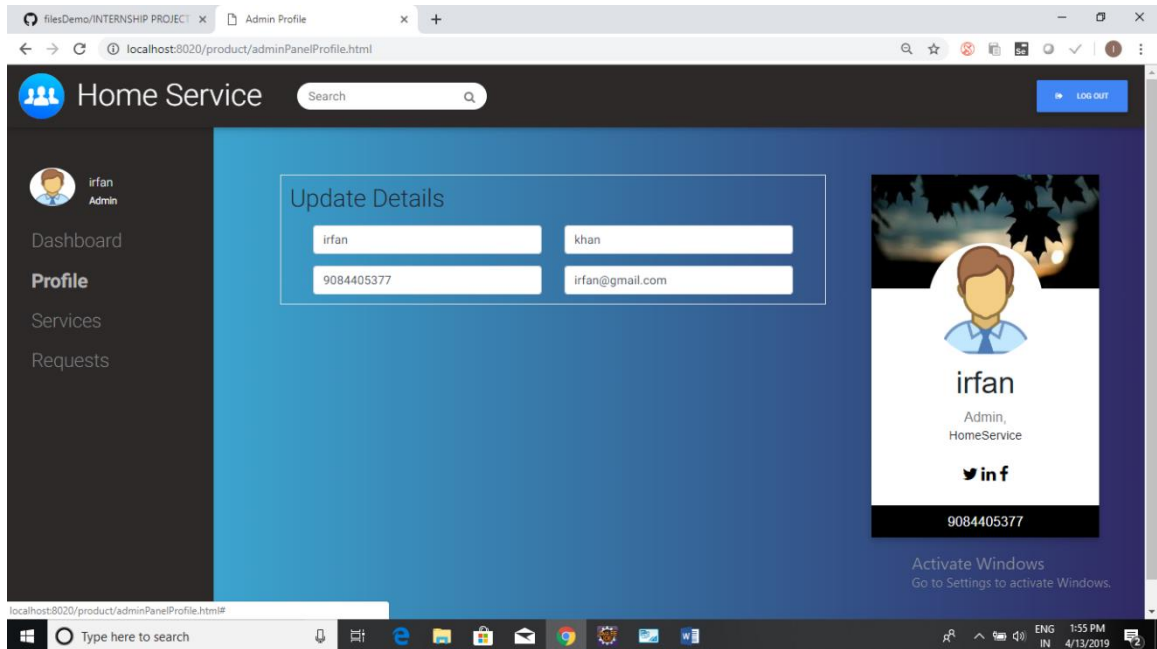 filesDemo/INTERNSHIP PROJECT
Admin Profile
localhost:8020/product/adminPanelProfile.html
Se
I
Home Service
Search
LOG OUT
irfan
Admin
Dashboard
Profile
Services
Requests
Update Details
irfan
khan
9084405377
irfan@gmail.com
irfan
Admin,
HomeService
in f
9084405377
Activate Windows
Go to Settings to activate Windows.
localhost:8020/product/adminPanelProfile.html#
Type here to search
ENG
IN
1:55 PM
4/13/2019
2